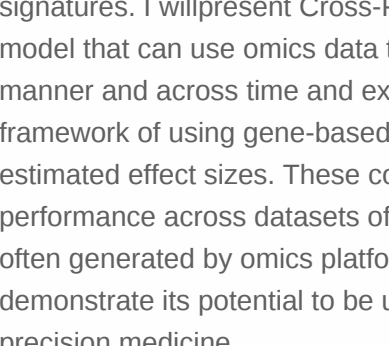 signatures. I willpresent Cross-
model that can use omics data
manner and across time and ex
framework of using gene-based
estimated effect sizes. These co
performance across datasets of
often generated by omics platfo
demonstrate its potential to be u
precision medicine.